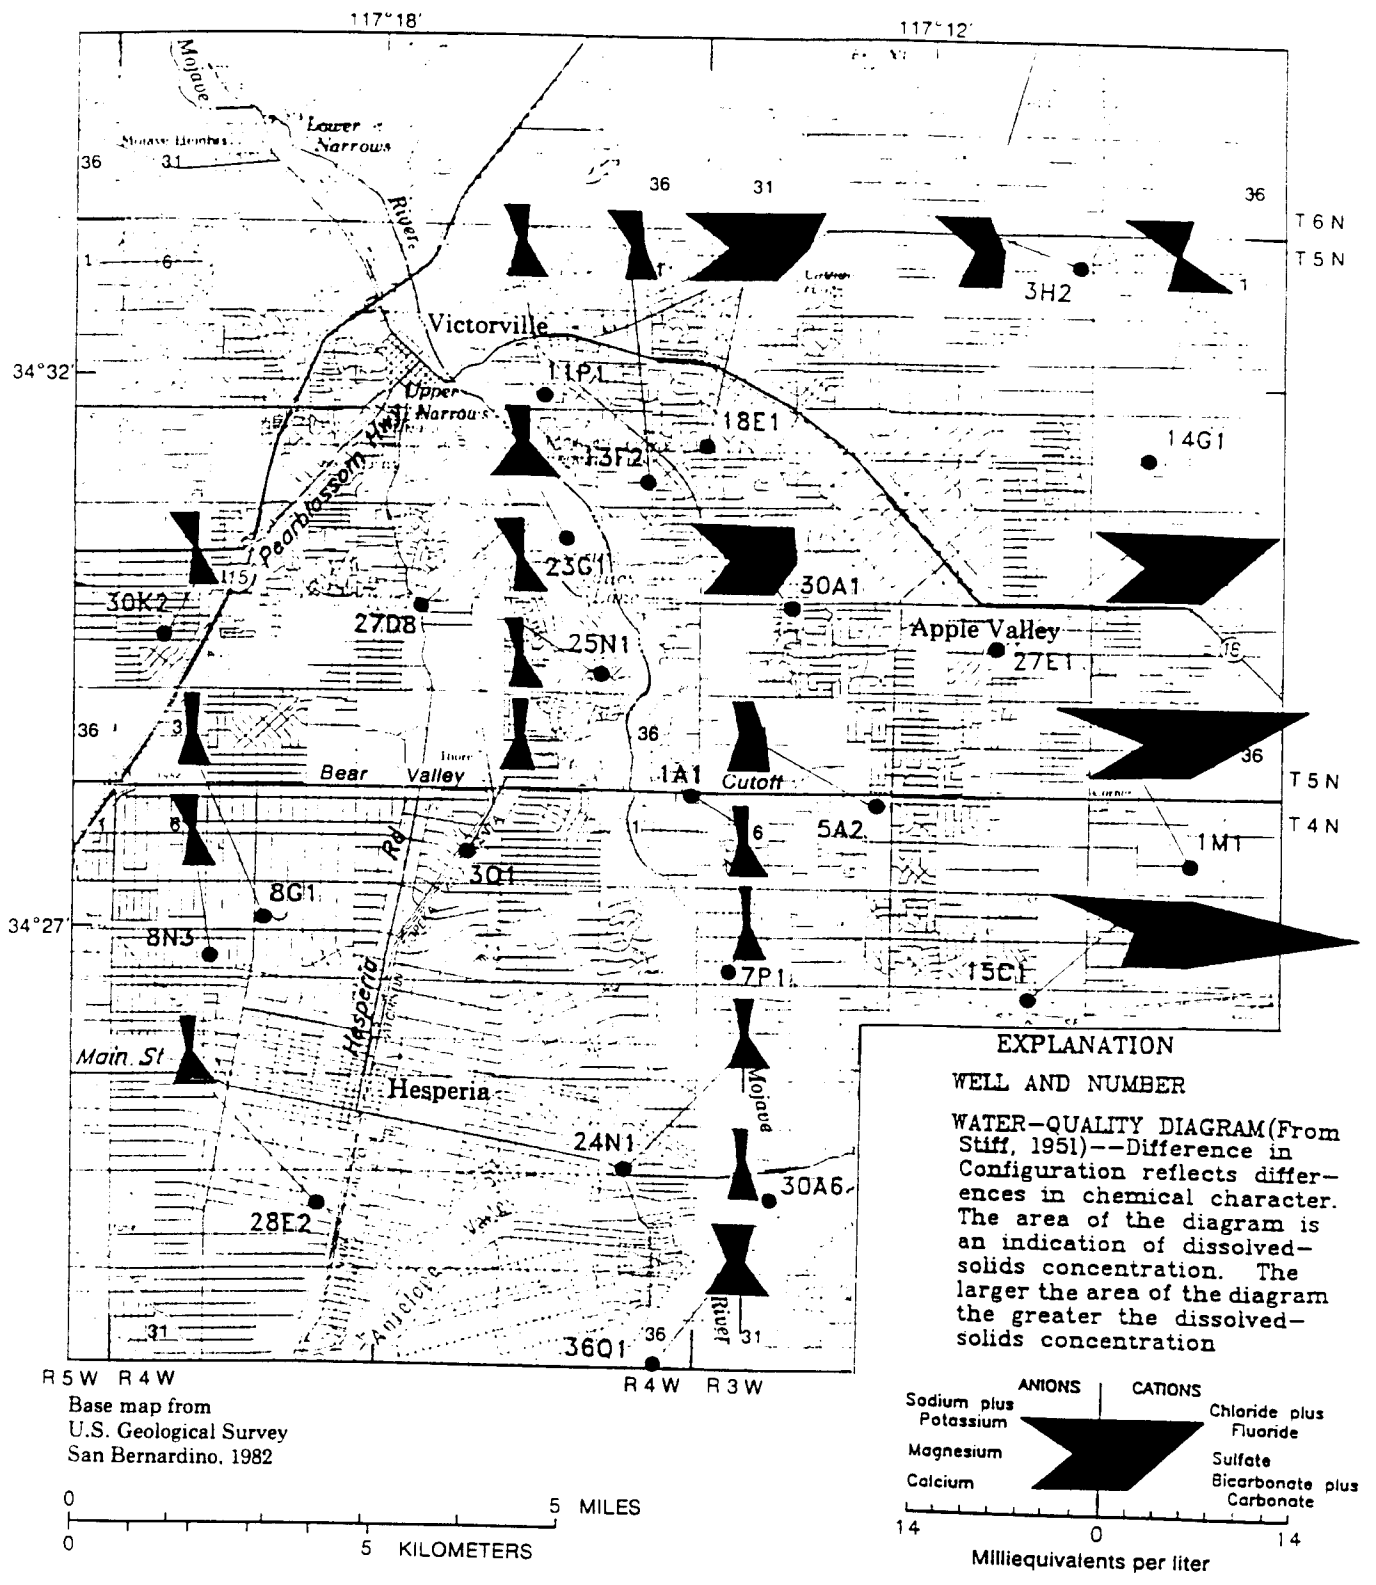 117°18'
117°12'
Mojave
Lower
Narrows
36
31
36
31
36
T 6 N
T 5 N
River
1
6
1
3H2
Victorville
34°32'
11P1
Upper
Narrows
18E1
13F2
14G1
Pearblossom Hwy
15
23G1
30K2
27D8
30A1
Apple Valley
18
25N1
27E1
36
3
36
36
Bear Valley
1A1
Cutoff
T 5 N
T 4 N
1
6
1
6
5A2
1M1
Rd
3Q1
8G1
34°27'
8N3
7P1
15C1
Hesperia
Main St
Hesperia
Mojave
24N1
30A6
28E2
Antelope
River
31
36
31
36Q1
R 5 W R 4 W
R 4 W R 3 W
Base map from
U.S. Geological Survey
San Bernardino, 1982
0 5 MILES
0 5 KILOMETERS
EXPLANATION
WELL AND NUMBER
WATER-QUALITY DIAGRAM(From
Stiff, 1951)--Difference in
Configuration reflects differ-
ences in chemical character.
The area of the diagram is
an indication of dissolved-
solids concentration. The
larger the area of the diagram
the greater the dissolved-
solids concentration
ANIONS CATIONS
Sodium plus
Potassium
Chloride plus
Fluoride
Magnesium
Sulfate
Calcium
Bicarbonate plus
Carbonate
14 0 14
Milliequivalents per liter